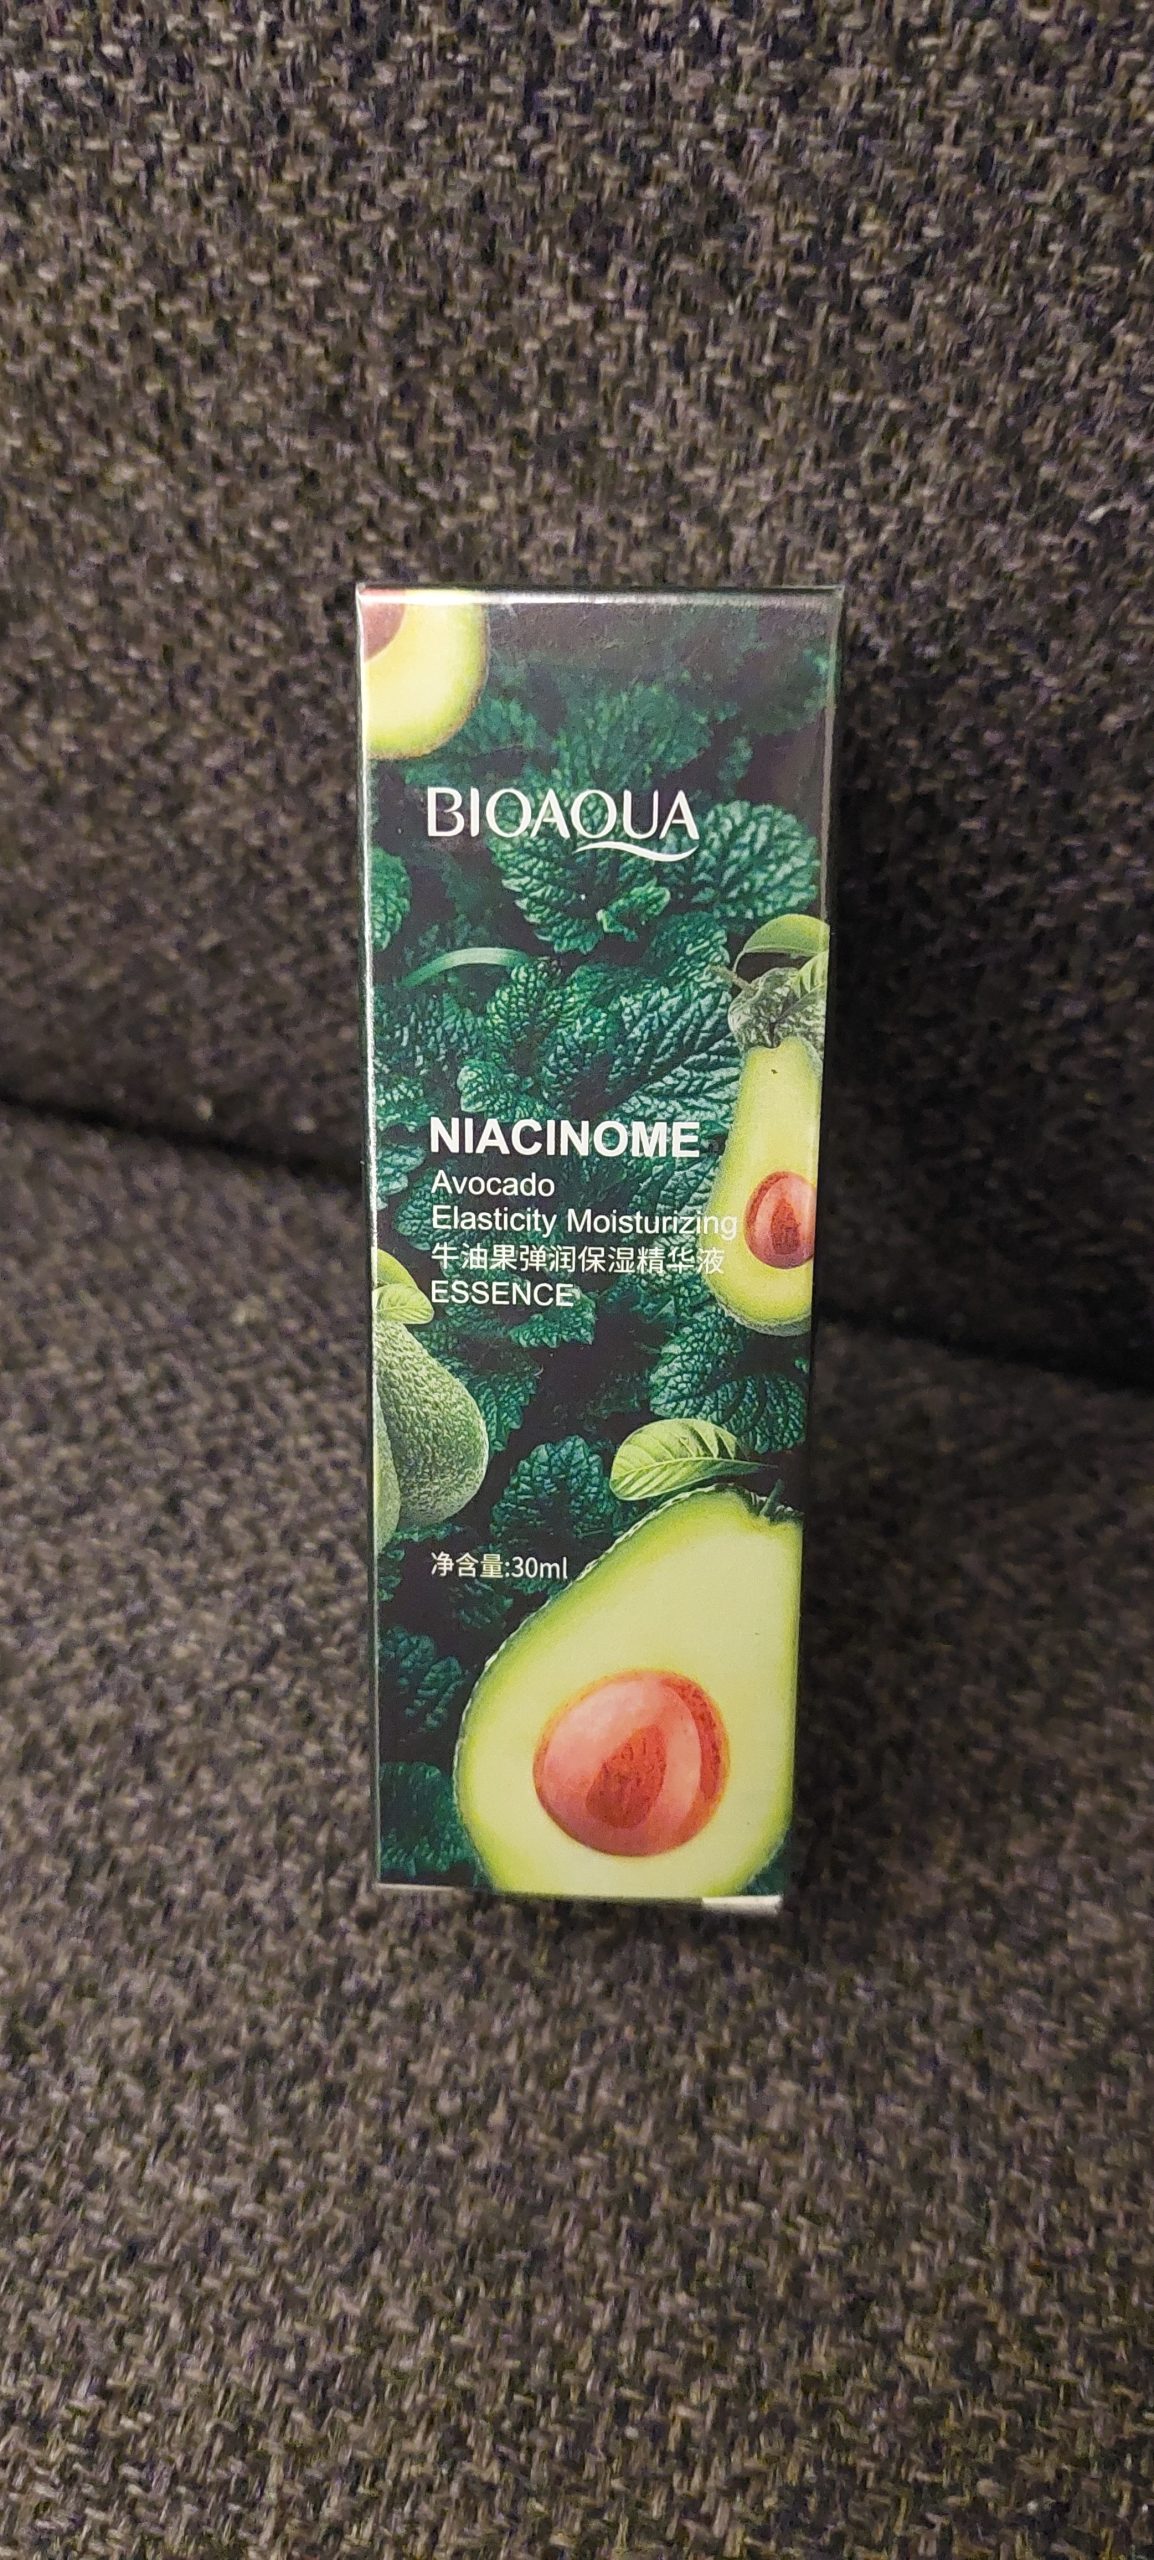 BIOAQUA
NIACINOME
Avocado
Elasticity Moisturizing
牛油果弹润保湿精华液
ESSENCE
净含量:30ml